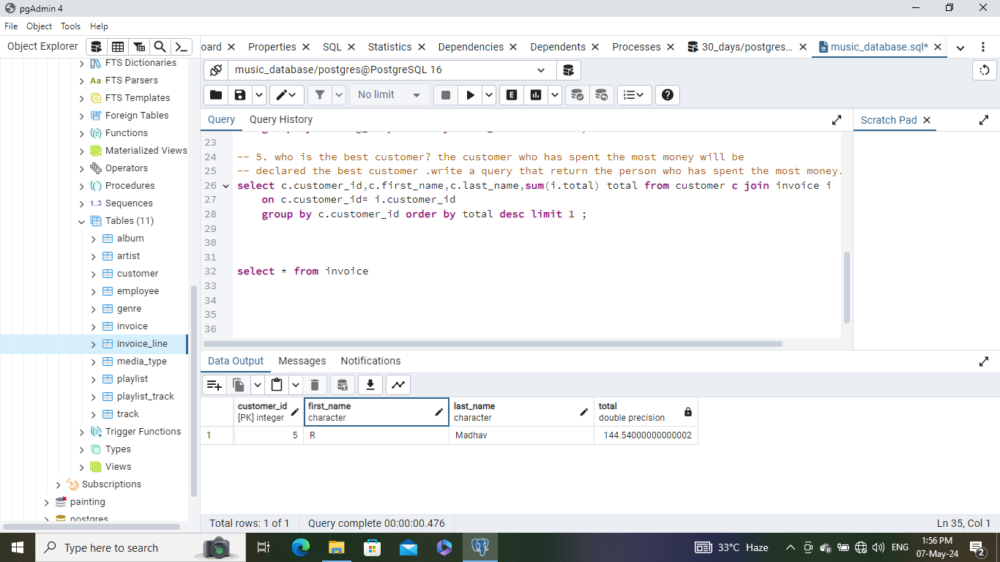 pgAdmin 4
File Object Tools Help
Object Explorer
oard Properties SQL Statistics Dependencies Dependents Processes 30_days/postgres... music_database.sql*
FTS Dictionaries
Aa FTS Parsers
FTS Templates
Foreign Tables
Functions
Materialized Views
Operators
Procedures
1..3 Sequences
Tables (11)
album
artist
customer
employee
genre
invoice
invoice_line
media_type
playlist
playlist_track
track
Trigger Functions
Types
Views
Subscriptions
painting
postgres
music_database/postgres@PostgreSQL 16
No limit
E
Query Query History
Scratch Pad
23
24 -- 5. who is the best customer? the customer who has spent the most money will be
25 -- declared the best customer .write a query that return the person who has spent the most money.
26 select c.customer_id,c.first_name,c.last_name,sum(i.total) total from customer c join invoice i
27 on c.customer_id= i.customer_id
28 group by c.customer_id order by total desc limit 1 ;
29
30
31
32 select * from invoice
33
34
35
36
Data Output Messages Notifications
customer_id first_name last_name total
[PK] integer character character double precision
1 5 R Madhav 144.54000000000002
Total rows: 1 of 1 Query complete 00:00:00.476 Ln 35, Col 1
Type here to search
33°C Haze
ENG
1:56 PM
07-May-24
2